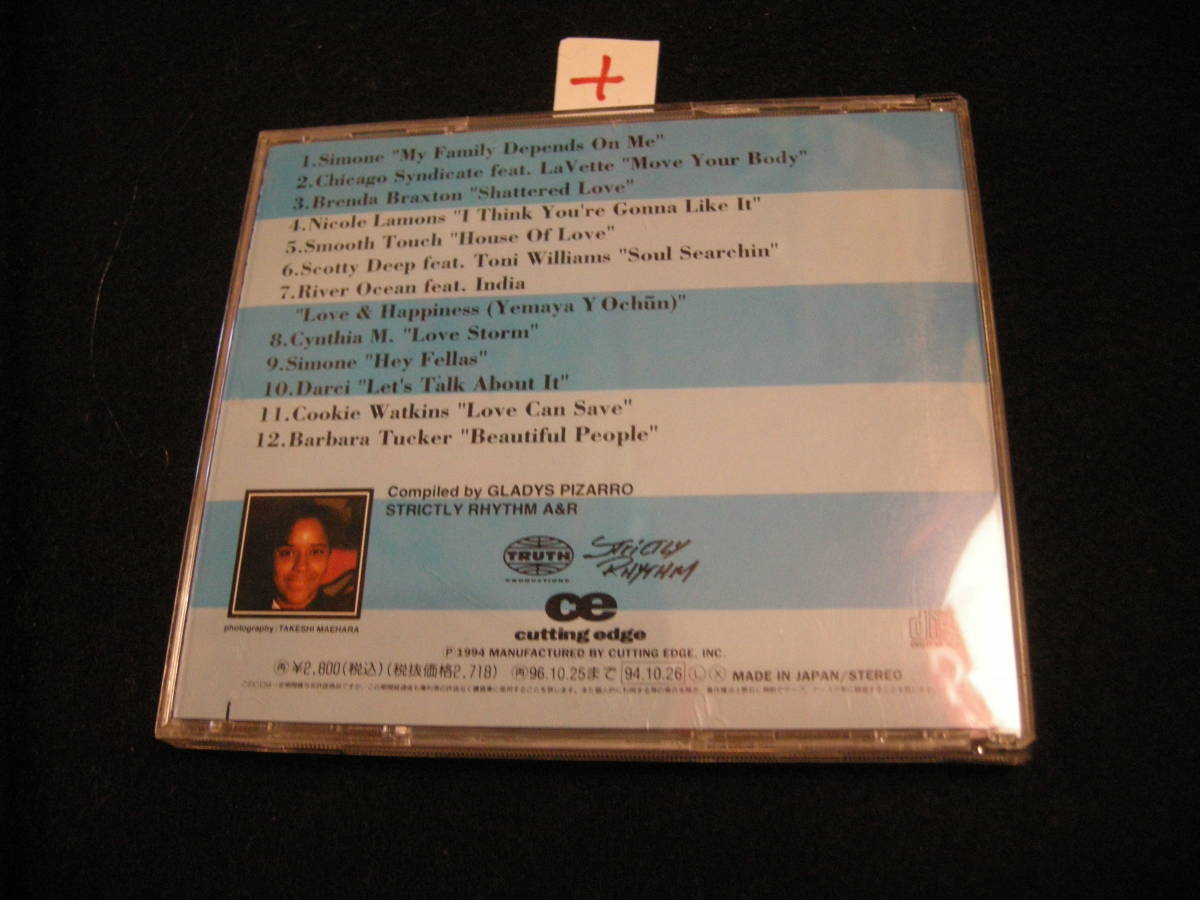 +
1.Simone "My Family Depends On Me"
2.Chicago Syndicate feat. LaVette "Move Your Body"
3.Brenda Braxton "Shattered Love"
4.Nicole Lamons "I Think You're Gonna Like It"
5.Smooth Touch "House Of Love"
6.Scotty Deep feat. Toni Williams "Soul Searchin"
7.River Ocean feat. India
"Love & Happiness (Yemaya Y Ochũn)"
8.Cynthia M. "Love Storm"
9.Simone "Hey Fellas"
10.Darci "Let's Talk About It"
11.Cookie Watkins "Love Can Save"
12.Barbara Tucker "Beautiful People"
Compiled by GLADYS PIZARRO
STRICTLY RHYTHM A&R
TRUTH
PRODUCTIONS
STRICTLY
RHYTHM
photography:TAKESHI MAEHARA
ce
cutting edge
Ⓟ1994 MANUFACTURED BY CUTTING EDGE, INC.
㊂¥2,800(税込)(税抜価格2,718) ㊂96.10.25まで 94.10.26 Ⓛ Ⓧ MADE IN JAPAN/STEREO